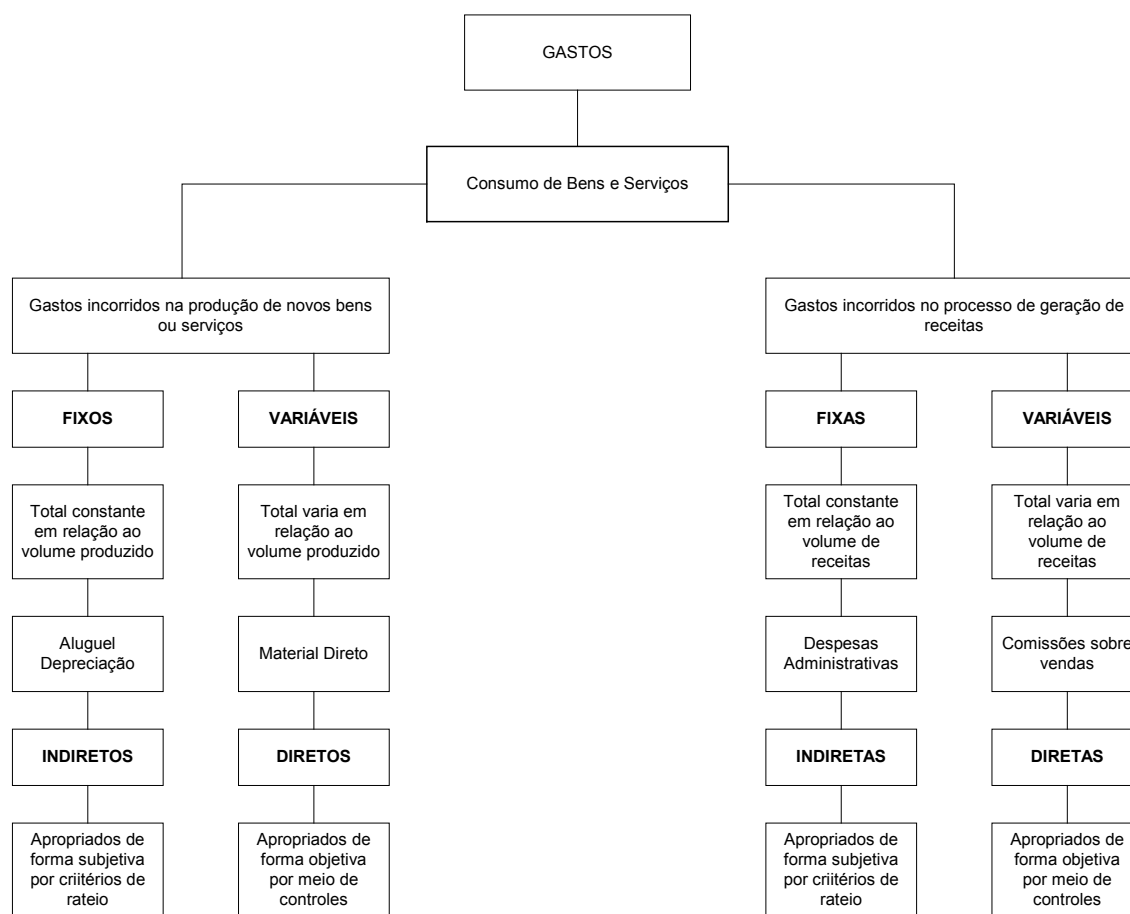 GASTOS
Consumo de Bens e Serviços
Gastos incorridos na produção de novos bens
ou serviços
Gastos incorridos no processo de geração de
receitas
FIXOS
VARIÁVEIS
FIXAS
VARIÁVEIS
Total constante
em relação ao
volume produzido
Total varia em
relação ao
volume produzido
Total constante
em relação ao
volume de
receitas
Total varia em
relação ao
volume de
receitas
Aluguel
Depreciação
Material Direto
Despesas
Administrativas
Comissões sobre
vendas
INDIRETOS
DIRETOS
INDIRETAS
DIRETAS
Apropriados de
forma subjetiva
por criitérios de
rateio
Apropriados de
forma objetiva
por meio de
controles
Apropriados de
forma subjetiva
por criitérios de
rateio
Apropriados de
forma objetiva
por meio de
controles